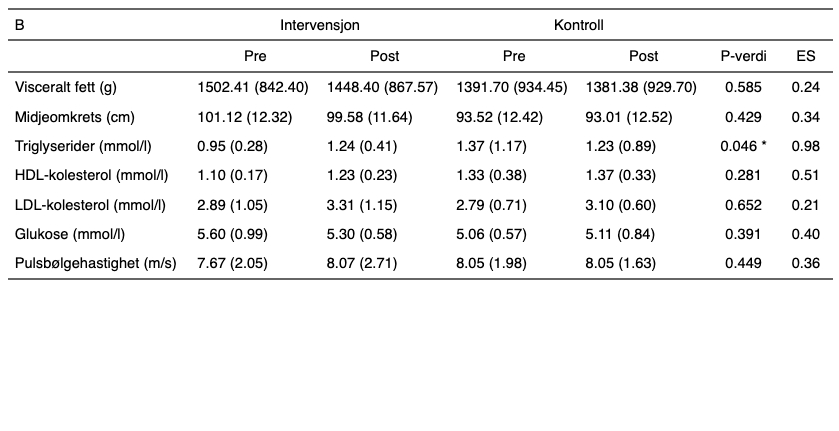 B Intervensjon Kontroll
Pre Post Pre Post P-verdi ES
Visceralt fett (g) 1502.41 (842.40) 1448.40 (867.57) 1391.70 (934.45) 1381.38 (929.70) 0.585 0.24
Midjeomkrets (cm) 101.12 (12.32) 99.58 (11.64) 93.52 (12.42) 93.01 (12.52) 0.429 0.34
Triglyserider (mmol/l) 0.95 (0.28) 1.24 (0.41) 1.37 (1.17) 1.23 (0.89) 0.046 * 0.98
HDL-kolesterol (mmol/l) 1.10 (0.17) 1.23 (0.23) 1.33 (0.38) 1.37 (0.33) 0.281 0.51
LDL-kolesterol (mmol/l) 2.89 (1.05) 3.31 (1.15) 2.79 (0.71) 3.10 (0.60) 0.652 0.21
Glukose (mmol/l) 5.60 (0.99) 5.30 (0.58) 5.06 (0.57) 5.11 (0.84) 0.391 0.40
Pulsbølgehastighet (m/s) 7.67 (2.05) 8.07 (2.71) 8.05 (1.98) 8.05 (1.63) 0.449 0.36